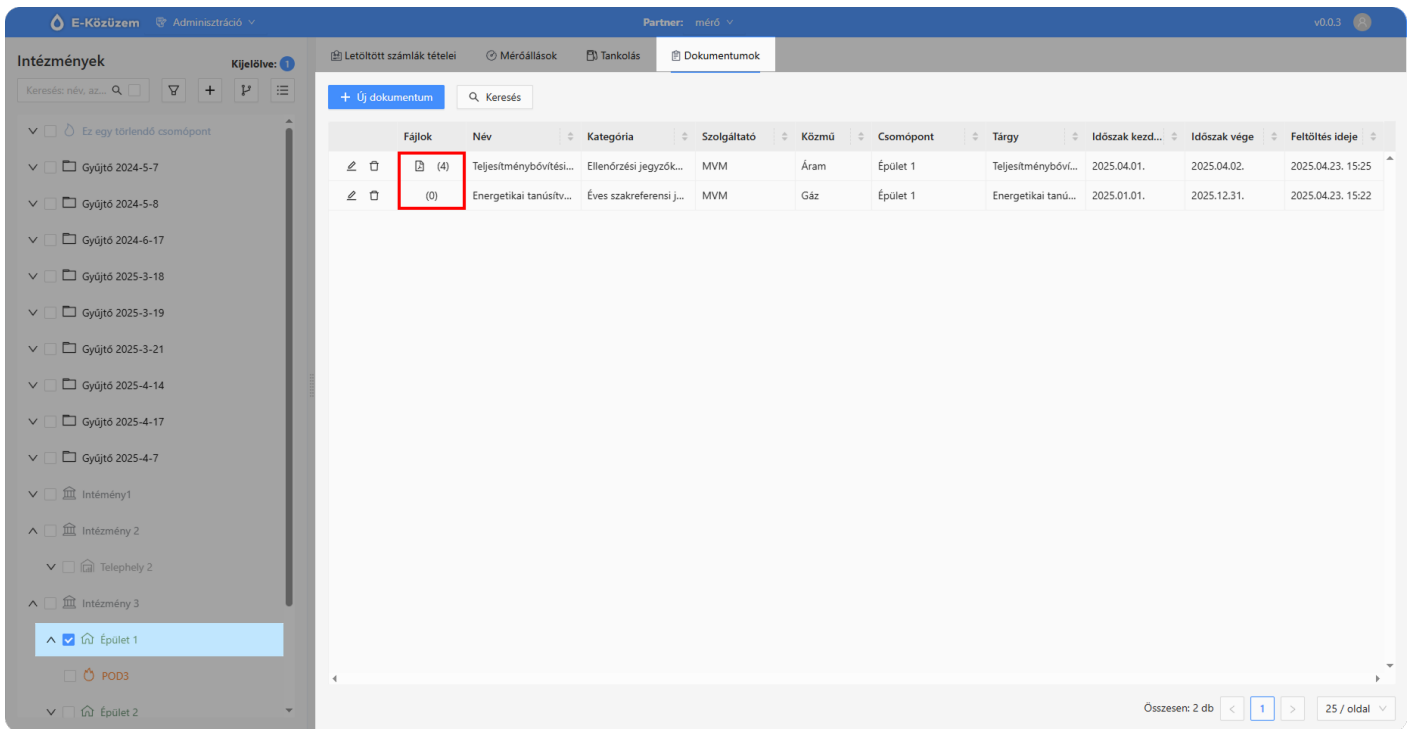 E-Közüzem Adminisztráció Partner: mérő v0.0.3
Intézmények Kijelölve: 1
Keresés: név, az...
Ez egy törlendő csomópont
Gyűjtő 2024-5-7
Gyűjtő 2024-5-8
Gyűjtő 2024-6-17
Gyűjtő 2025-3-18
Gyűjtő 2025-3-19
Gyűjtő 2025-3-21
Gyűjtő 2025-4-14
Gyűjtő 2025-4-17
Gyűjtő 2025-4-7
Intémény1
Intézmény 2
Telephely 2
Intézmény 3
Épület 1
POD3
Épület 2
Letöltött számlák tételei Mérőállások Tankolás Dokumentumok
+ Új dokumentum Keresés
Fájlok Név Kategória Szolgáltató Közmű Csomópont Tárgy Időszak kezd... Időszak vége Feltöltés ideje
(4) Teljesítménybővítési... Ellenőrzési jegyzők... MVM Áram Épület 1 Teljesítménybőví... 2025.04.01. 2025.04.02. 2025.04.23. 15:25
(0) Energetikai tanúsítv... Éves szakreferensi j... MVM Gáz Épület 1 Energetikai tanú... 2025.01.01. 2025.12.31. 2025.04.23. 15:22
Összesen: 2 db < 1 > 25 / oldal